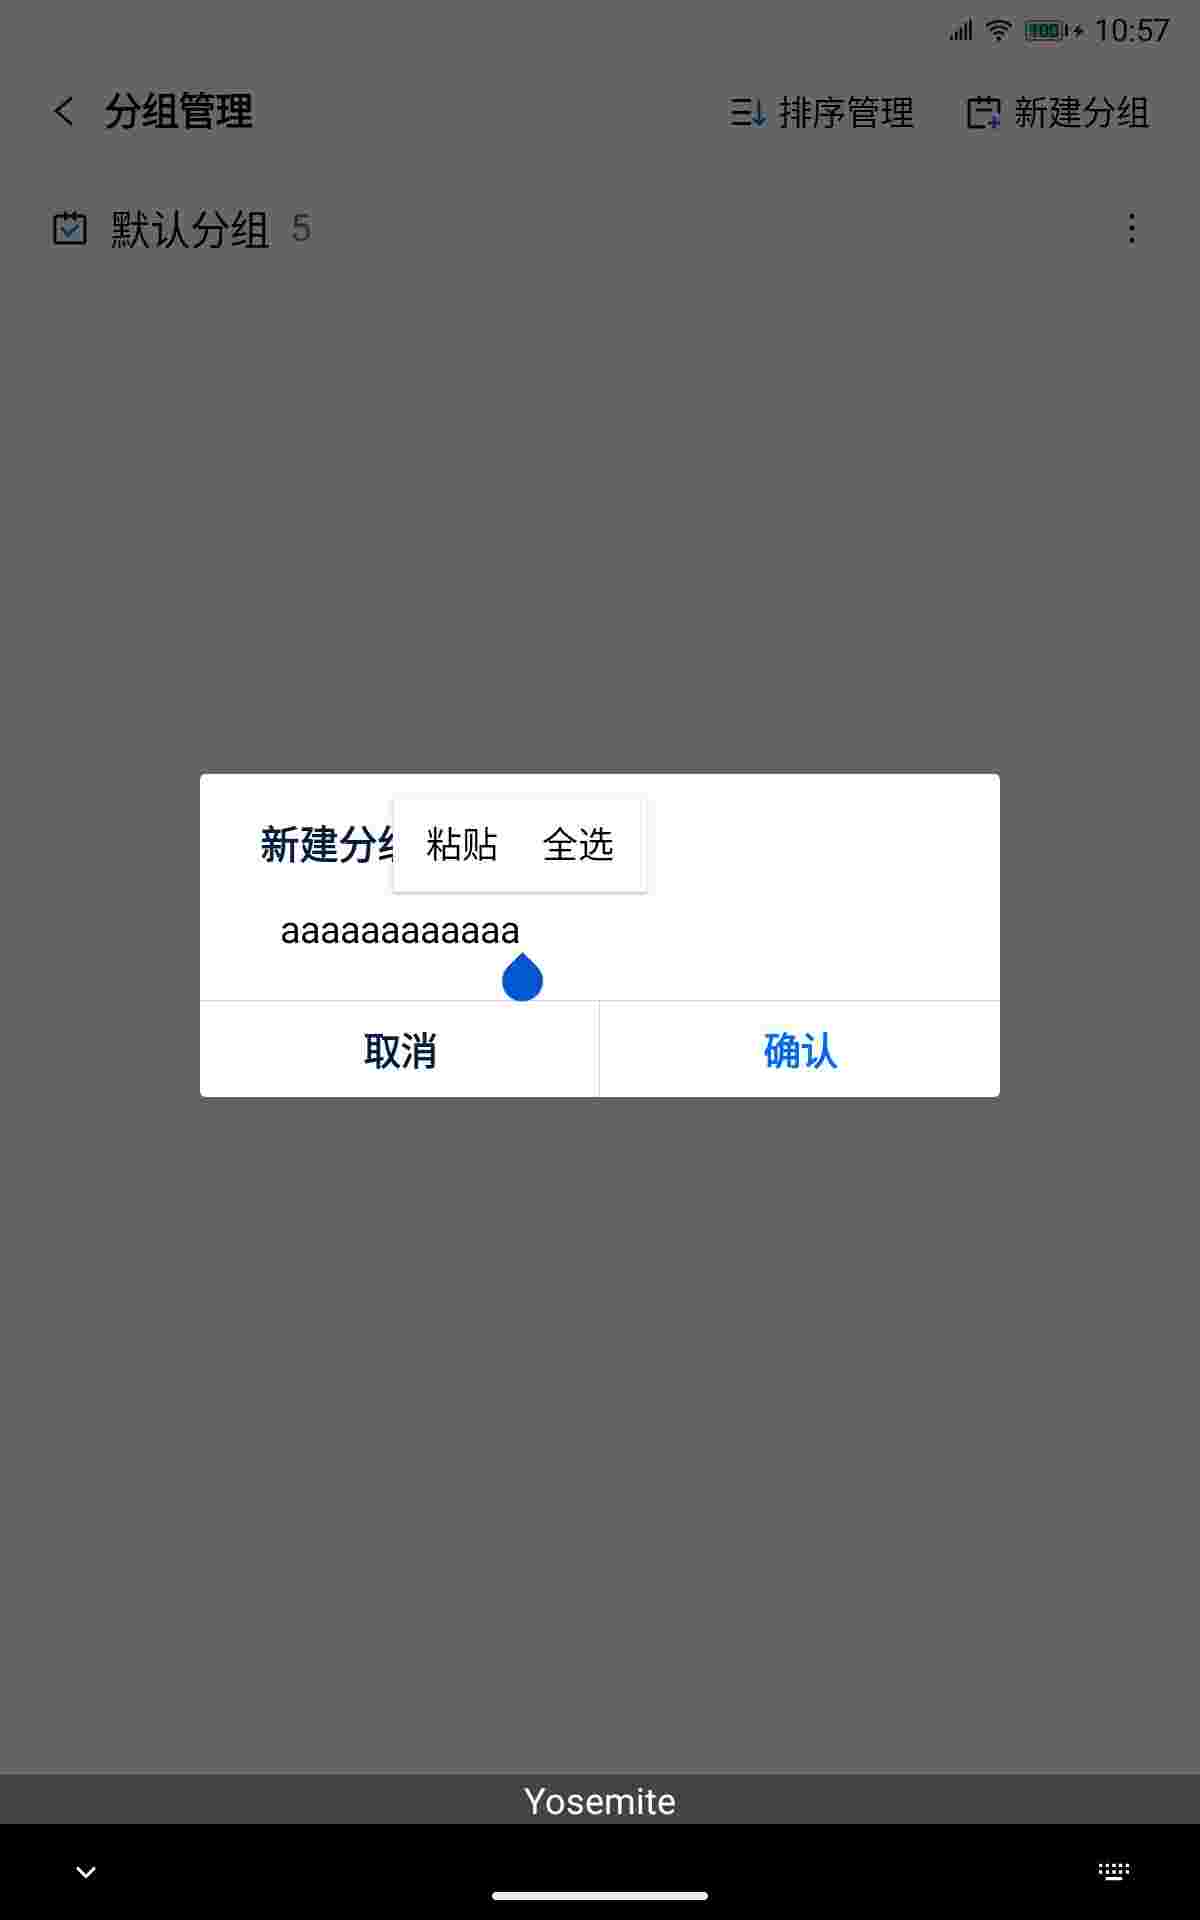 100 10:57
分组管理 排序管理 新建分组
默认分组 5
新建分 粘贴 全选
aaaaaaaaaaaa
取消 确认
Yosemite